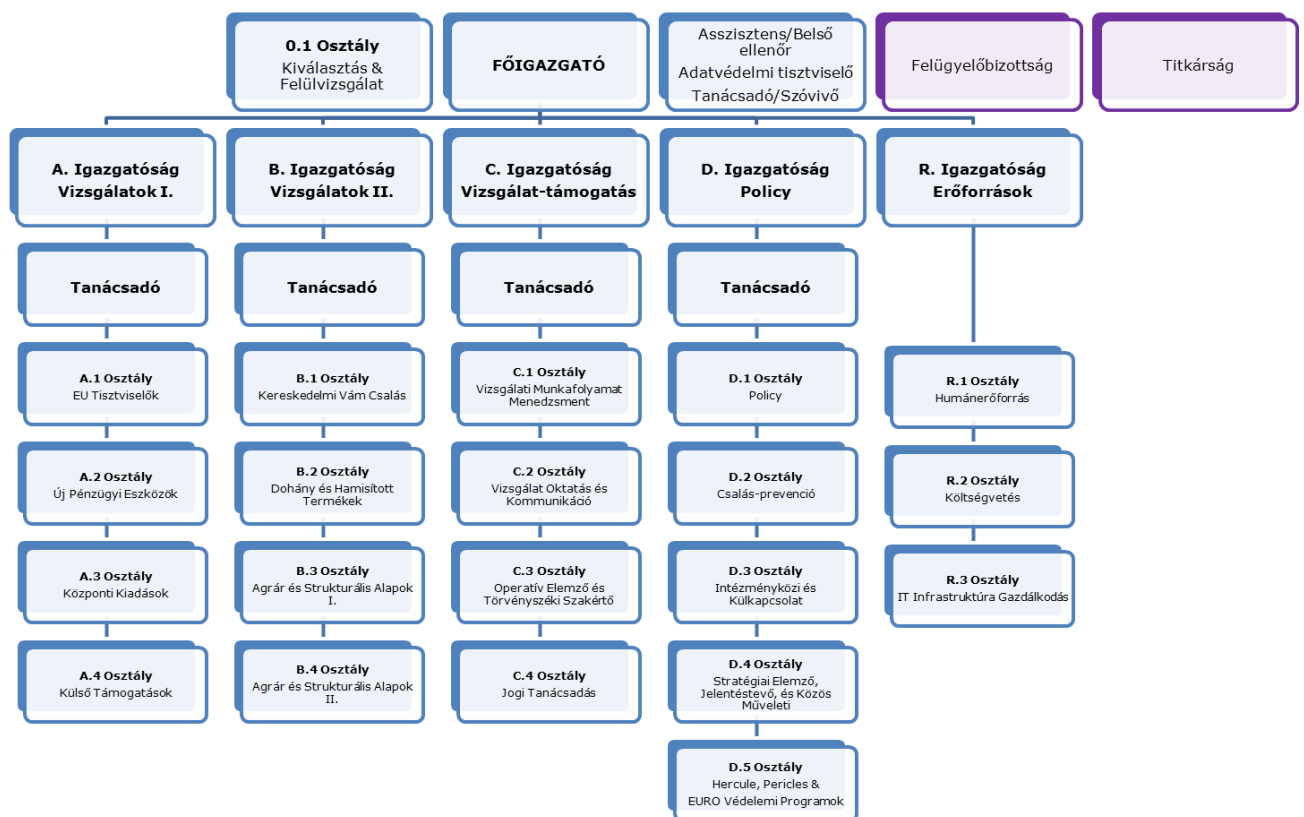 0.1 Osztály
Kiválasztás &
Felülvizsgálat
FŐIGAZGATÓ
Asszisztens/Belső
ellenőr
Adatvédelmi tisztviselő
Tanácsadó/Szóvivő
Felügyelőbizottság
Titkárság
A. Igazgatóság
Vizsgálatok I.
B. Igazgatóság
Vizsgálatok II.
C. Igazgatóság
Vizsgálat-támogatás
D. Igazgatóság
Policy
R. Igazgatóság
Erőforrások
Tanácsadó
Tanácsadó
Tanácsadó
Tanácsadó
A.1 Osztály
EU Tisztviselők
B.1 Osztály
Kereskedelmi Vám Csalás
C.1 Osztály
Vizsgálati Munkafolyamat
Menedzsment
D.1 Osztály
Policy
R.1 Osztály
Humánerőforrás
A.2 Osztály
Új Pénzügyi Eszközök
B.2 Osztály
Dohány és Hamisított
Termékek
C.2 Osztály
Vizsgálat Oktatás és
Kommunikáció
D.2 Osztály
Csalás-prevenció
R.2 Osztály
Költségvetés
A.3 Osztály
Központi Kiadások
B.3 Osztály
Agrár és Strukturális Alapok
I.
C.3 Osztály
Operatív Elemző és
Törvényszéki Szakértő
D.3 Osztály
Intézményközi és
Külkapcsolat
R.3 Osztály
IT Infrastruktúra Gazdálkodás
A.4 Osztály
Külső Támogatások
B.4 Osztály
Agrár és Strukturális Alapok
II.
C.4 Osztály
Jogi Tanácsadás
D.4 Osztály
Stratégiai Elemző,
Jelentéstevő, és Közös
Műveleti
D.5 Osztály
Hercule, Pericles &
EURO Védelemi Programok